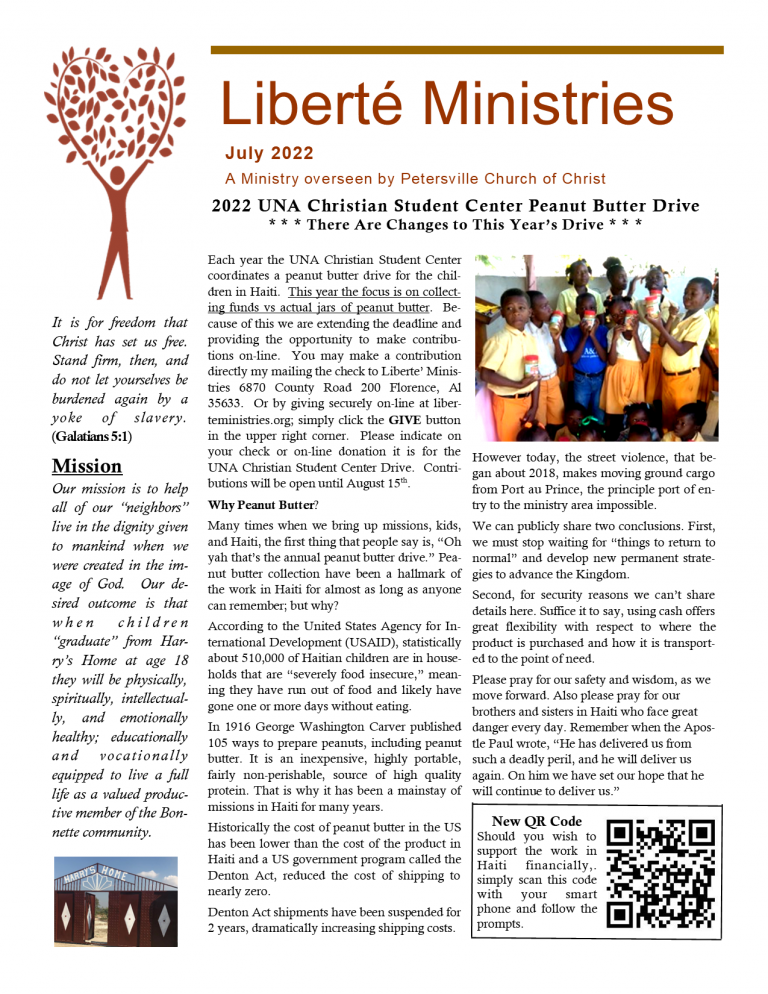 Liberté Ministries
July 2022
A Ministry overseen by Petersville Church of Christ
2022 UNA Christian Student Center Peanut Butter Drive
* * * There Are Changes to This Year's Drive * * *
It is for freedom that
Christ has set us free.
Stand firm, then, and
do not let yourselves be
burdened again by a
yoke of slavery.
(Galatians 5:1)
Mission
Our mission is to help
all of our "neighbors"
live in the dignity given
to mankind when we
were created in the im-
age of God. Our de-
sired outcome is that
when children
"graduate" from Har-
ry's Home at age 18
they will be physically,
spiritually, intellectual-
ly, and emotionally
healthy; educationally
and vocationally
equipped to live a full
life as a valued produc-
tive member of the Bon-
nette community.
HARRY'S HOME
Each year the UNA Christian Student Center
coordinates a peanut butter drive for the chil-
dren in Haiti. This year the focus is on collect-
ing funds vs actual jars of peanut butter. Be-
cause of this we are extending the deadline and
providing the opportunity to make contribu-
tions on-line. You may make a contribution
directly my mailing the check to Liberte' Minis-
tries 6870 County Road 200 Florence, Al
35633. Or by giving securely on-line at liber-
teministries.org; simply click the GIVE button
in the upper right corner. Please indicate on
your check or on-line donation it is for the
UNA Christian Student Center Drive. Contri-
butions will be open until August 15th.
Why Peanut Butter?
Many times when we bring up missions, kids,
and Haiti, the first thing that people say is, "Oh
yah that's the annual peanut butter drive." Pea-
nut butter collection have been a hallmark of
the work in Haiti for almost as long as anyone
can remember; but why?
According to the United States Agency for In-
ternational Development (USAID), statistically
about 510,000 of Haitian children are in house-
holds that are "severely food insecure," mean-
ing they have run out of food and likely have
gone one or more days without eating.
In 1916 George Washington Carver published
105 ways to prepare peanuts, including peanut
butter. It is an inexpensive, highly portable,
fairly non-perishable, source of high quality
protein. That is why it has been a mainstay of
missions in Haiti for many years.
Historically the cost of peanut butter in the US
has been lower than the cost of the product in
Haiti and a US government program called the
Denton Act, reduced the cost of shipping to
nearly zero.
Denton Act shipments have been suspended for
2 years, dramatically increasing shipping costs.
However today, the street violence, that be-
gan about 2018, makes moving ground cargo
from Port au Prince, the principle port of en-
try to the ministry area impossible.
We can publicly share two conclusions. First,
we must stop waiting for "things to return to
normal" and develop new permanent strate-
gies to advance the Kingdom.
Second, for security reasons we can't share
details here. Suffice it to say, using cash offers
great flexibility with respect to where the
product is purchased and how it is transport-
ed to the point of need.
Please pray for our safety and wisdom, as we
move forward. Also please pray for our
brothers and sisters in Haiti who face great
danger every day. Remember when the Apos-
tle Paul wrote, "He has delivered us from
such a deadly peril, and he will deliver us
again. On him we have set our hope that he
will continue to deliver us."
New QR Code
Should you wish to
support the work in
Haiti financially,.
simply scan this code
with your smart
phone and follow the
prompts.